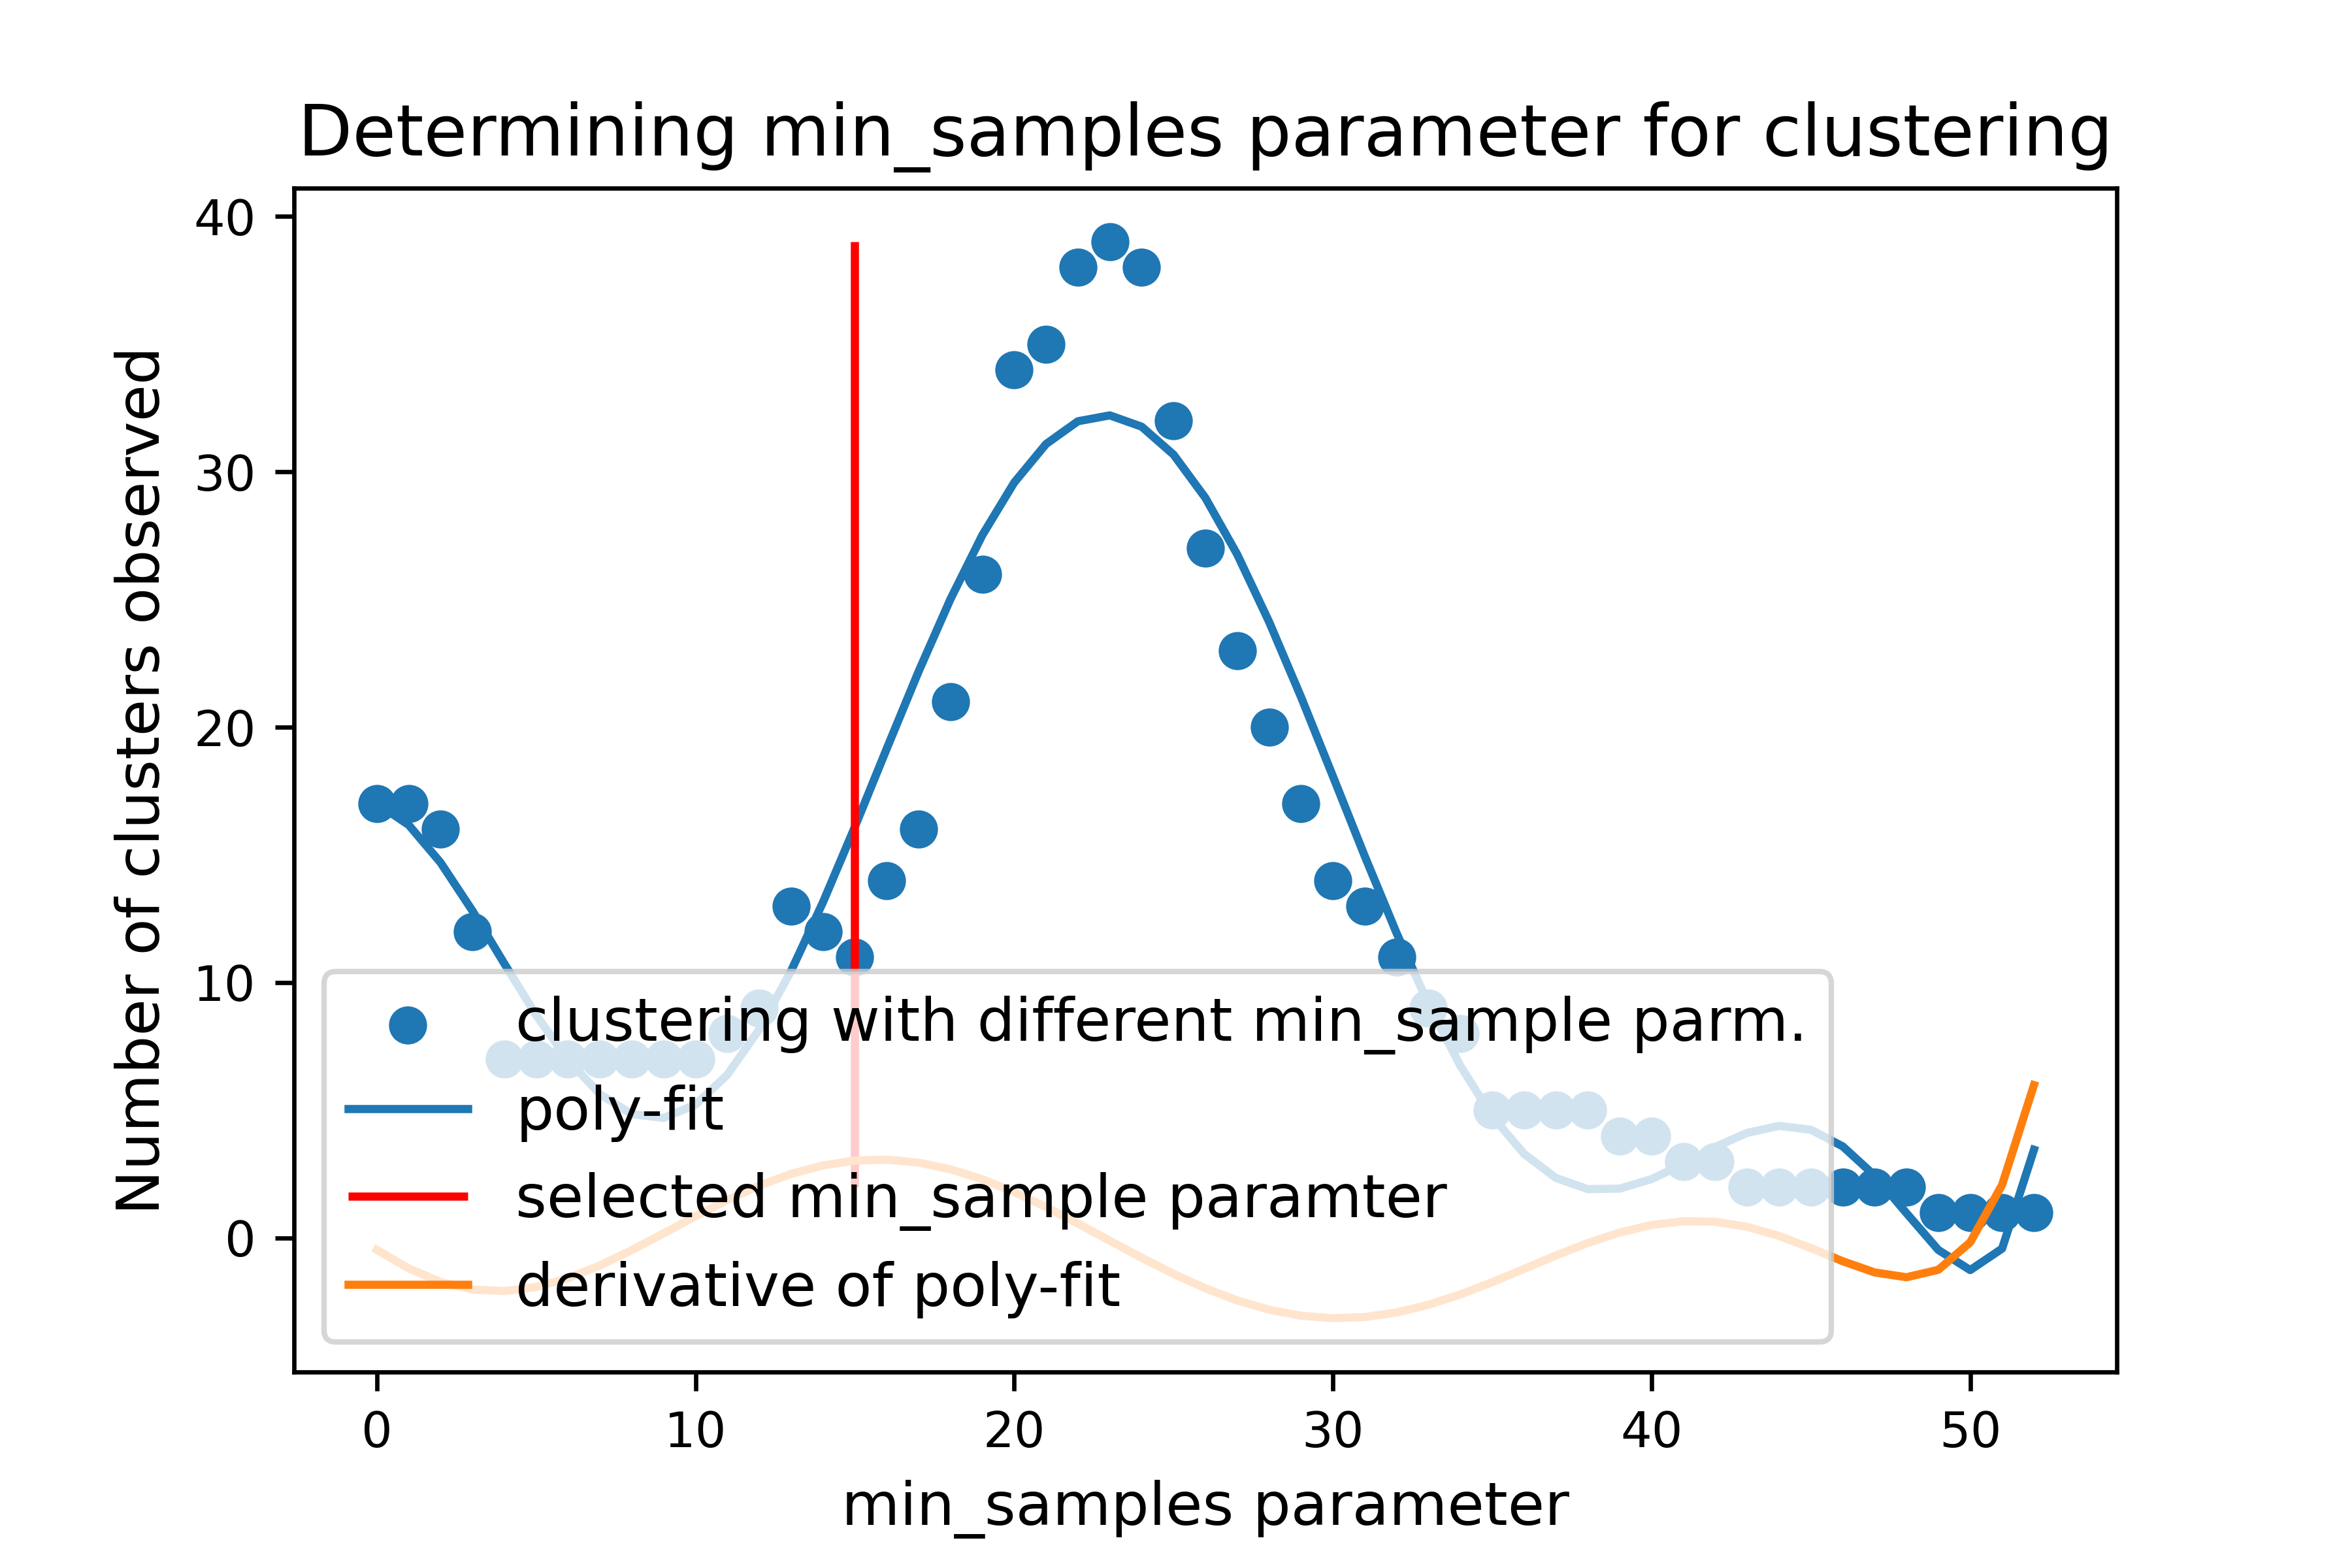 Determining min_samples parameter for clustering
Number of clusters observed
40
30
20
10
0
clustering with different min_sample parm.
poly-fit
selected min_sample paramter
derivative of poly-fit
0 10 20 30 40 50
min_samples parameter